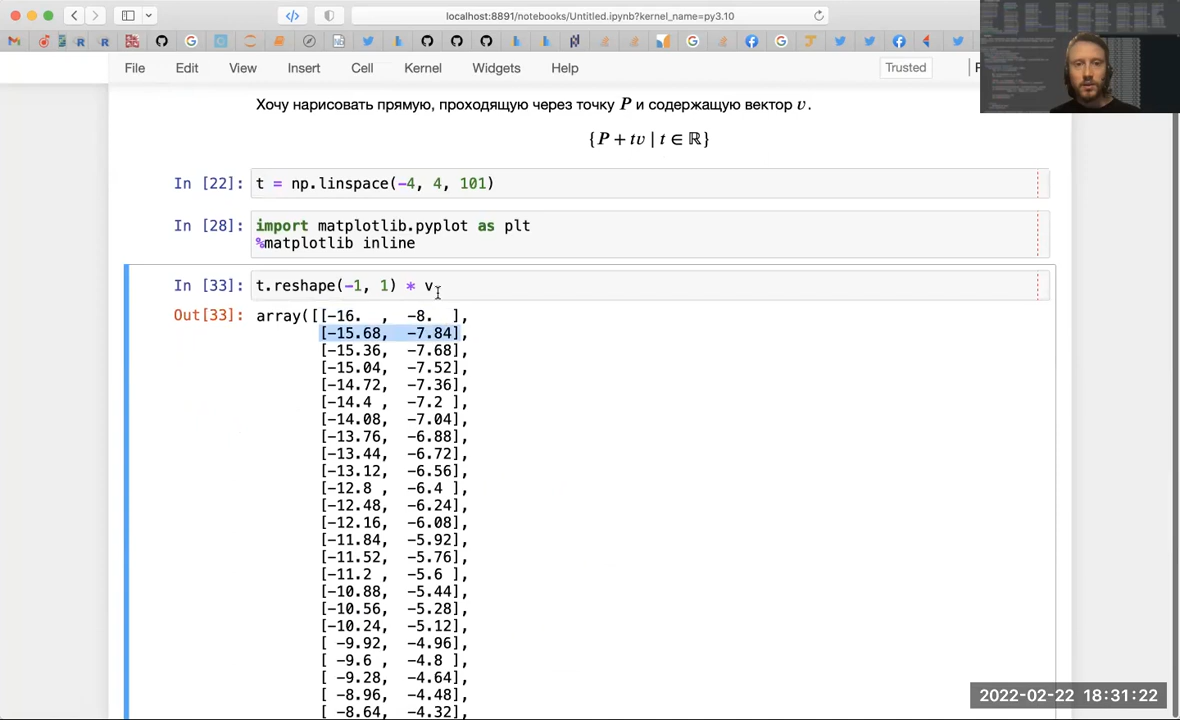 localhost:8891/notebooks/Untitled.ipynb?kernel_name=py3.10
File Edit View Insert Cell Kernel Widgets Help Trusted
Хочу нарисовать прямую, проходящую через точку P и содержащую вектор v.
{P + tv | t ∈ ℝ}
In [22]: t = np.linspace(-4, 4, 101)
In [28]: import matplotlib.pyplot as plt
%matplotlib inline
In [33]: t.reshape(-1, 1) * v
Out[33]: array([[-16.  , -8.  ],
[-15.68, -7.84],
[-15.36, -7.68],
[-15.04, -7.52],
[-14.72, -7.36],
[-14.4 , -7.2 ],
[-14.08, -7.04],
[-13.76, -6.88],
[-13.44, -6.72],
[-13.12, -6.56],
[-12.8 , -6.4 ],
[-12.48, -6.24],
[-12.16, -6.08],
[-11.84, -5.92],
[-11.52, -5.76],
[-11.2 , -5.6 ],
[-10.88, -5.44],
[-10.56, -5.28],
[-10.24, -5.12],
[ -9.92, -4.96],
[ -9.6 , -4.8 ],
[ -9.28, -4.64],
[ -8.96, -4.48],
[ -8.64, -4.32],
2022-02-22 18:31:22